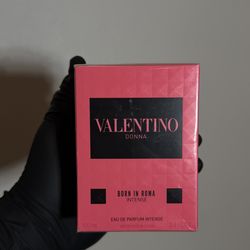 VALENTINO
DONNA
BORN IN ROMA
INTENSE
EAU DE PARFUM INTENSE